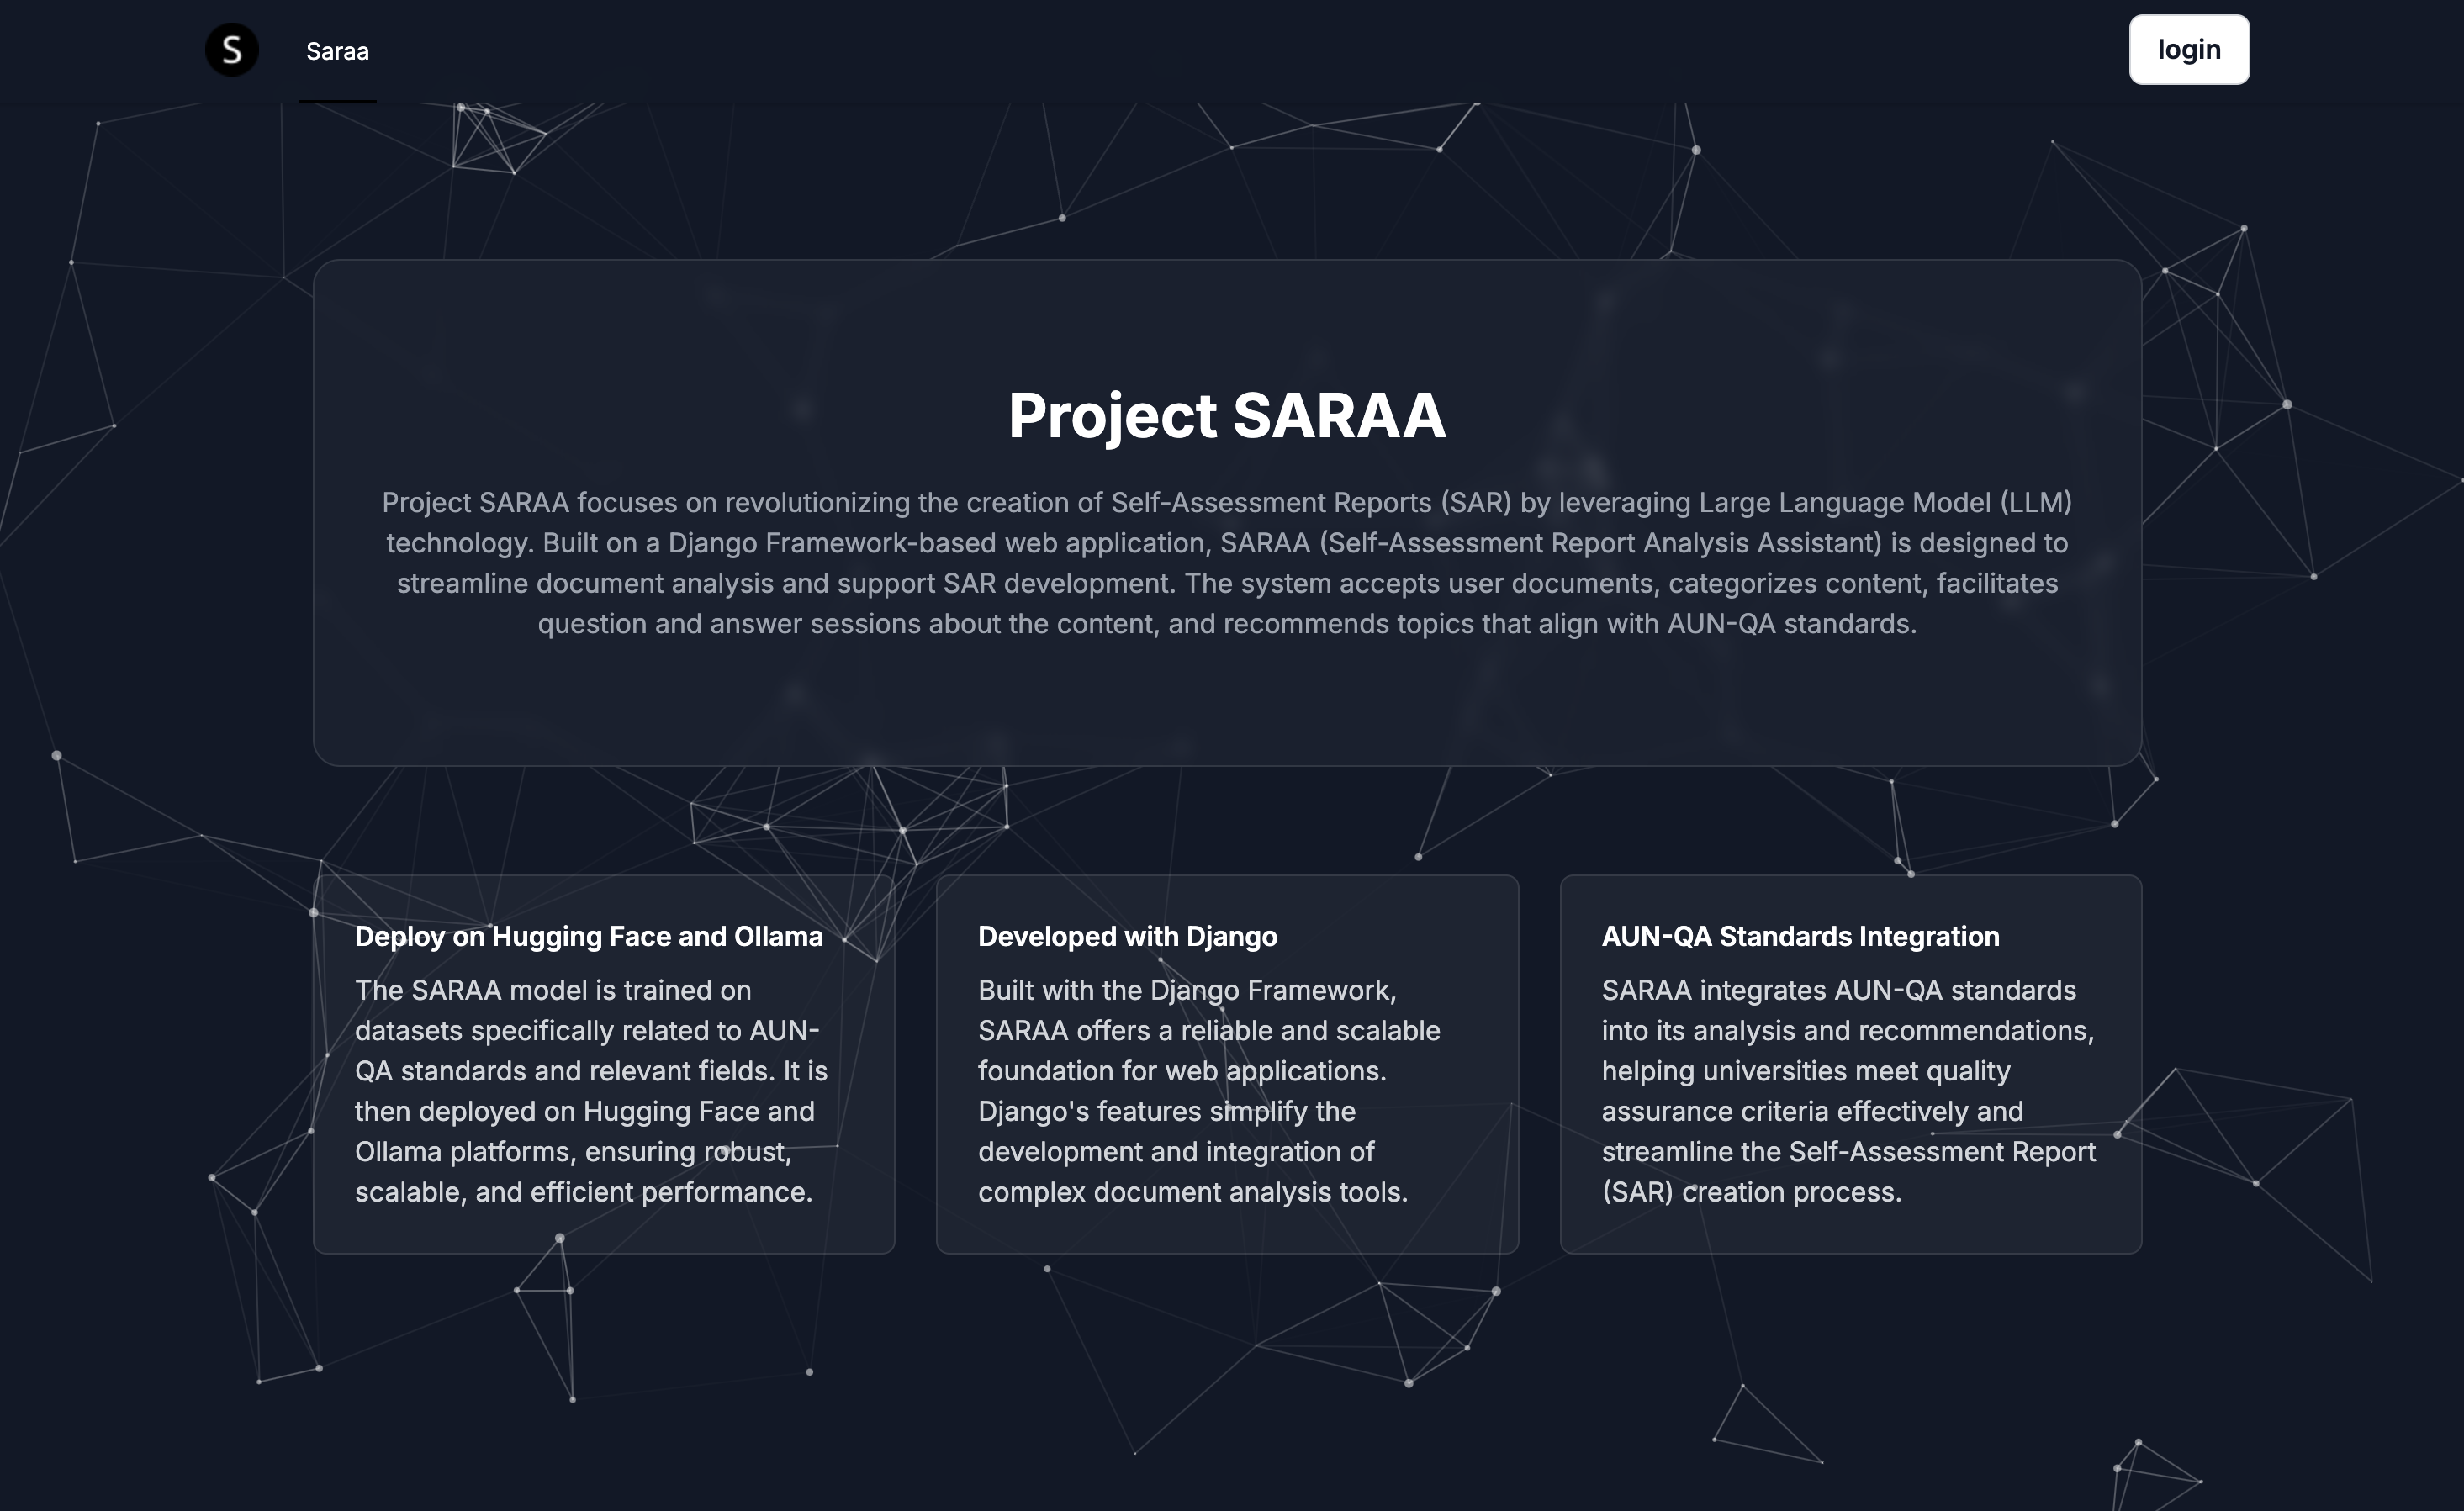 S
Saraa
login
Project SARAA
Project SARAA focuses on revolutionizing the creation of Self-Assessment Reports (SAR) by leveraging Large Language Model (LLM)
technology. Built on a Django Framework-based web application, SARAA (Self-Assessment Report Analysis Assistant) is designed to
streamline document analysis and support SAR development. The system accepts user documents, categorizes content, facilitates
question and answer sessions about the content, and recommends topics that align with AUN-QA standards.
Deploy on Hugging Face and Ollama
The SARAA model is trained on
datasets specifically related to AUN-
QA standards and relevant fields. It is
then deployed on Hugging Face and
Ollama platforms, ensuring robust,
scalable, and efficient performance.
Developed with Django
Built with the Django Framework,
SARAA offers a reliable and scalable
foundation for web applications.
Django's features simplify the
development and integration of
complex document analysis tools.
AUN-QA Standards Integration
SARAA integrates AUN-QA standards
into its analysis and recommendations,
helping universities meet quality
assurance criteria effectively and
streamline the Self-Assessment Report
(SAR) creation process.